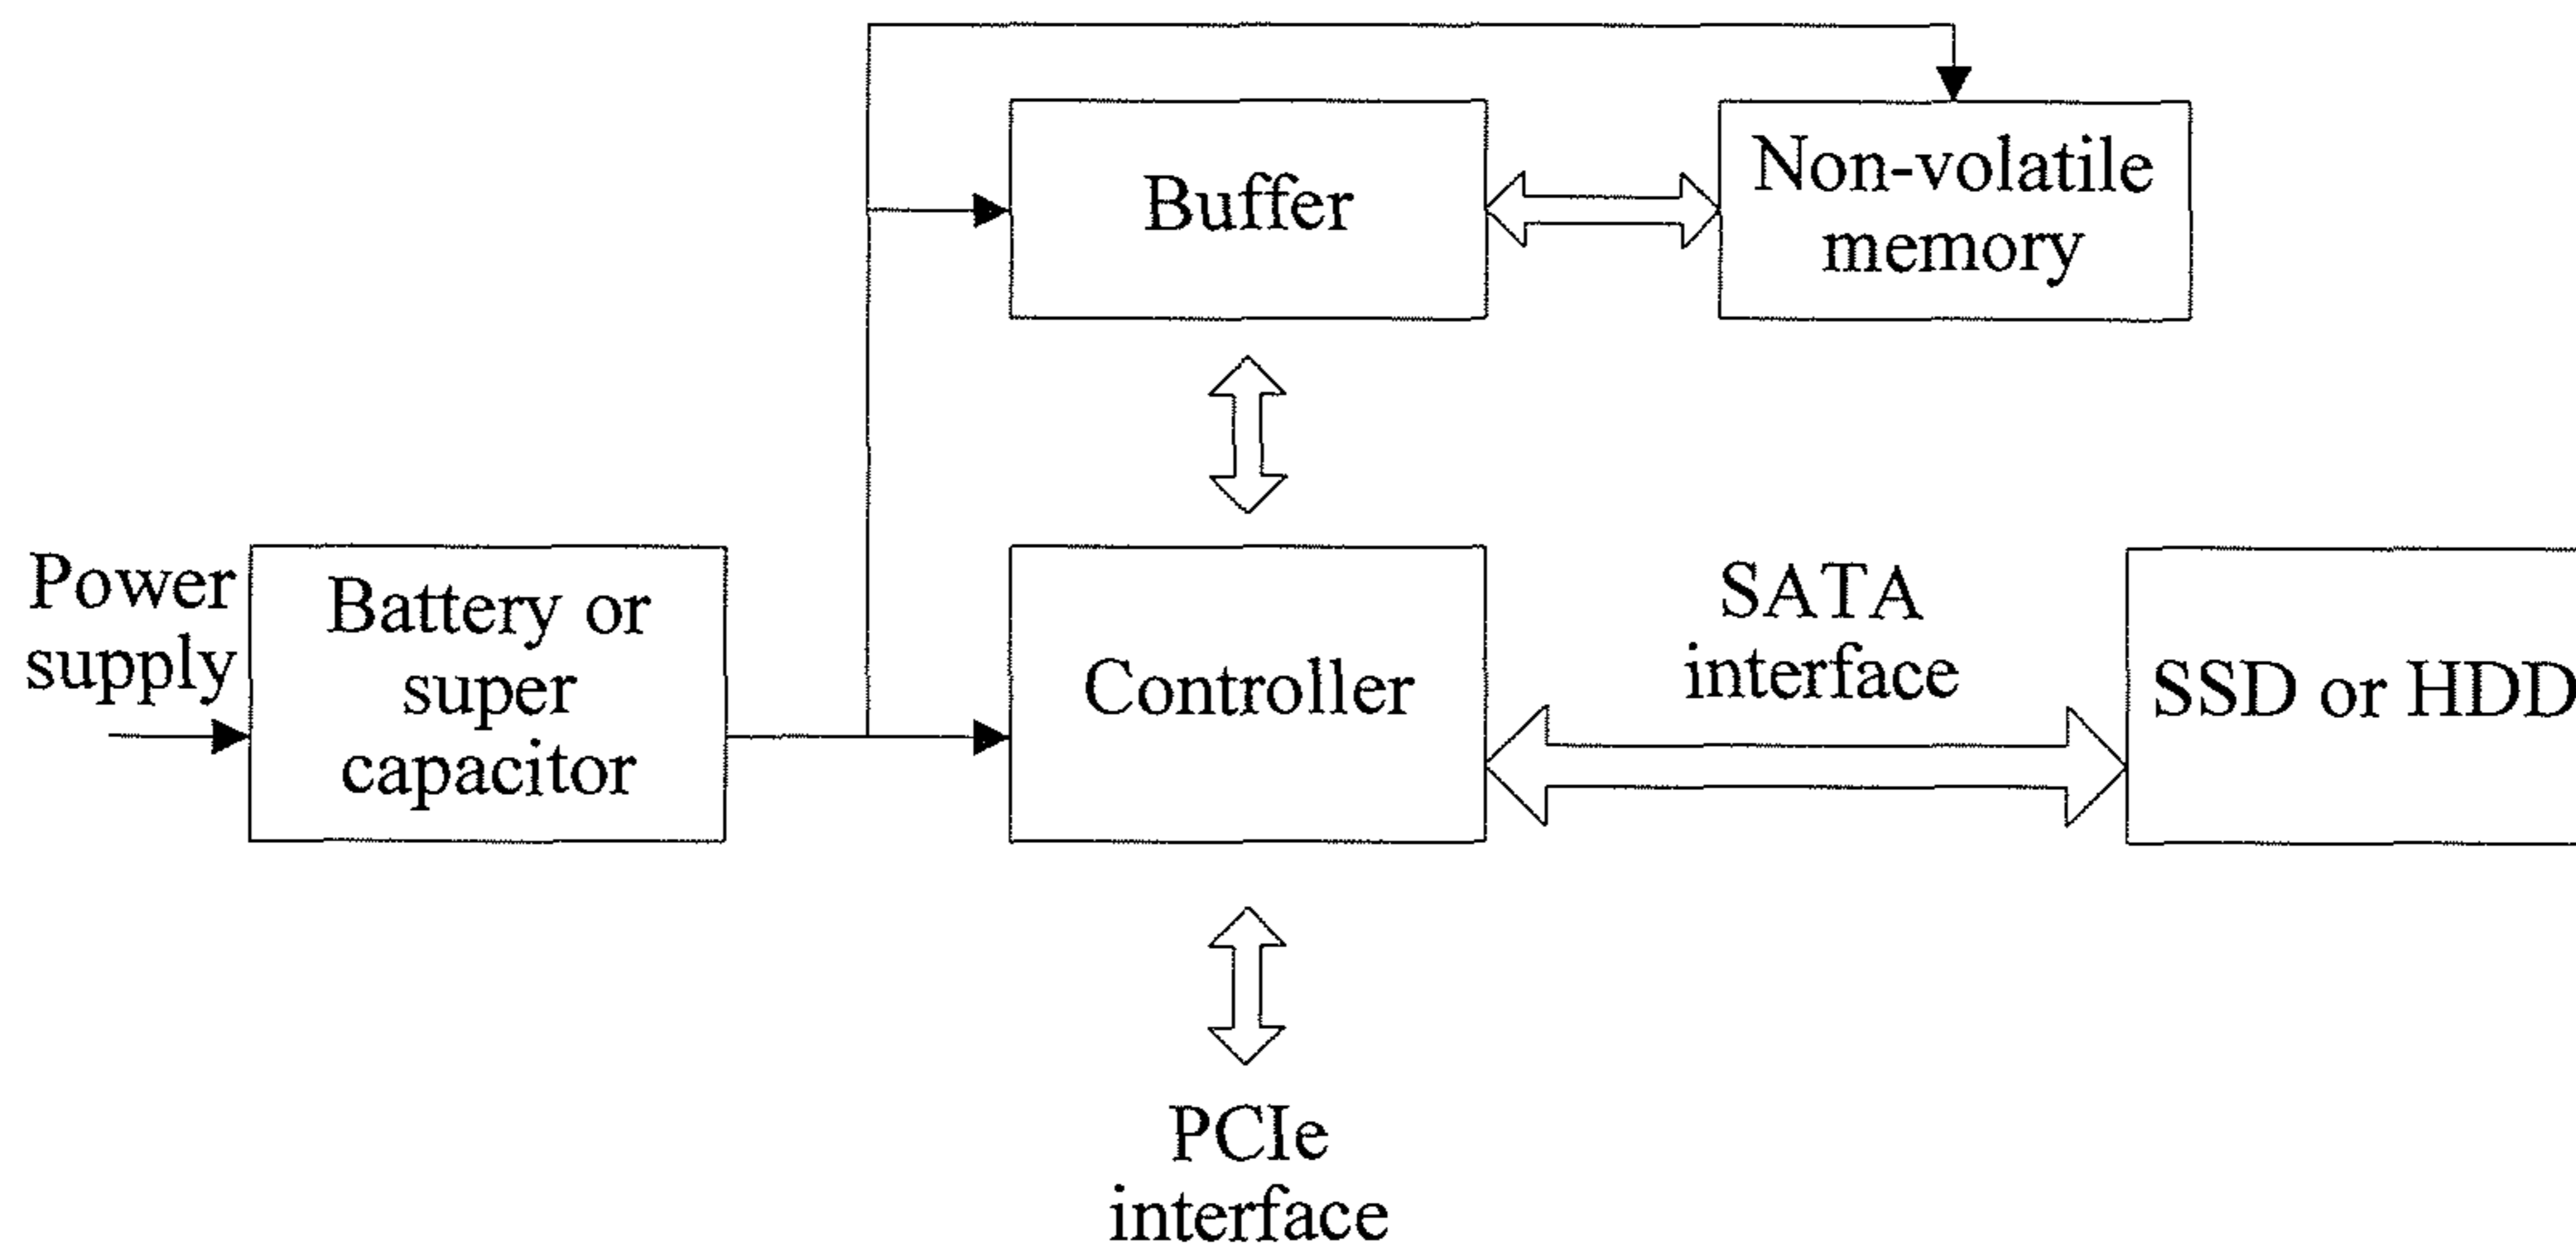 Buffer
Non-volatile
memory
Power
supply
Battery or
super
capacitor
Controller
SATA
interface
SSD or HDD
PCIe
interface